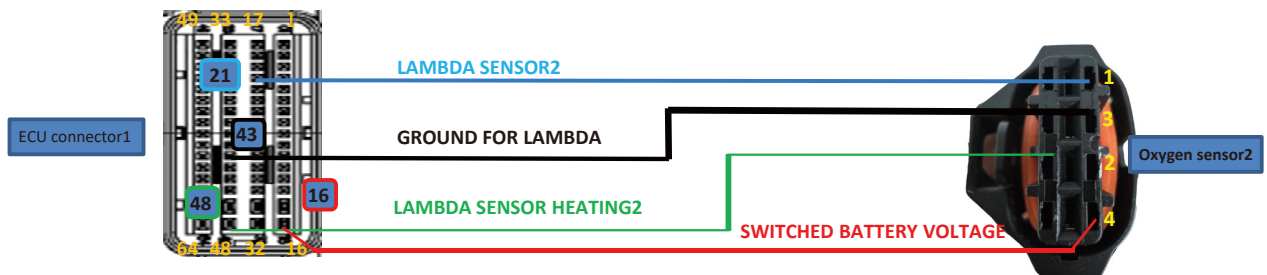 49 33 17 1
21
LAMBDA SENSOR2
1
3
43
ECU connector1
GROUND FOR LAMBDA
Oxygen sensor2
2
16
48
LAMBDA SENSOR HEATING2
4
SWITCHED BATTERY VOLTAGE
64 48 32 16